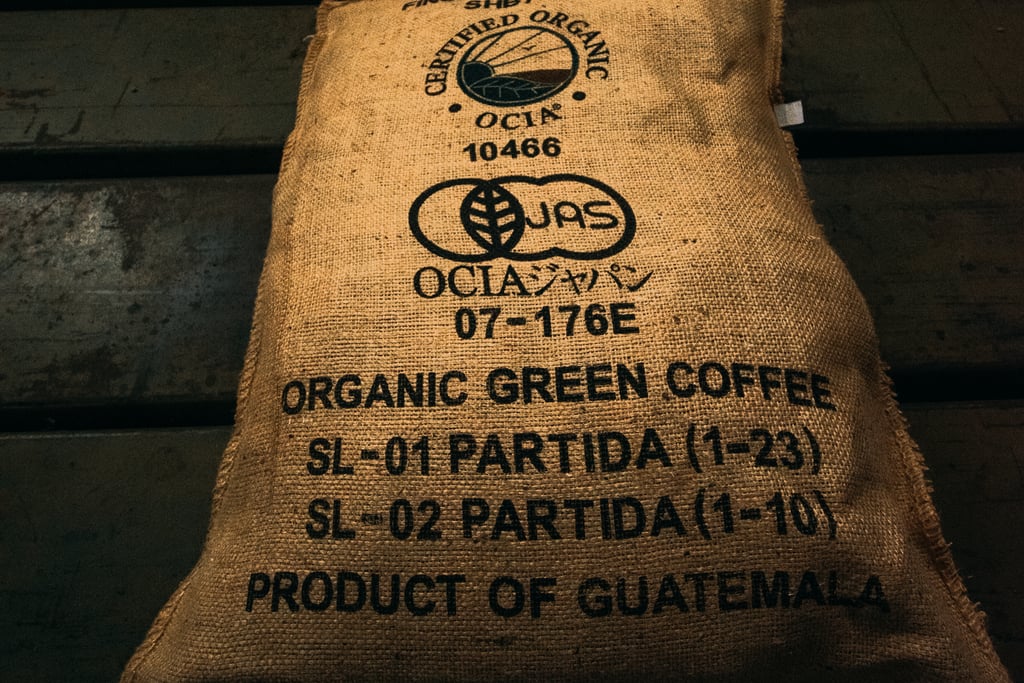 SHB
CERTIFIED ORGANIC
OCIA®
10466
JAS
OCIAジャパン
07-176E
ORGANIC GREEN COFFEE
SL-01 PARTIDA (1-23)
SL-02 PARTIDA (1-10)
PRODUCT OF GUATEMALA